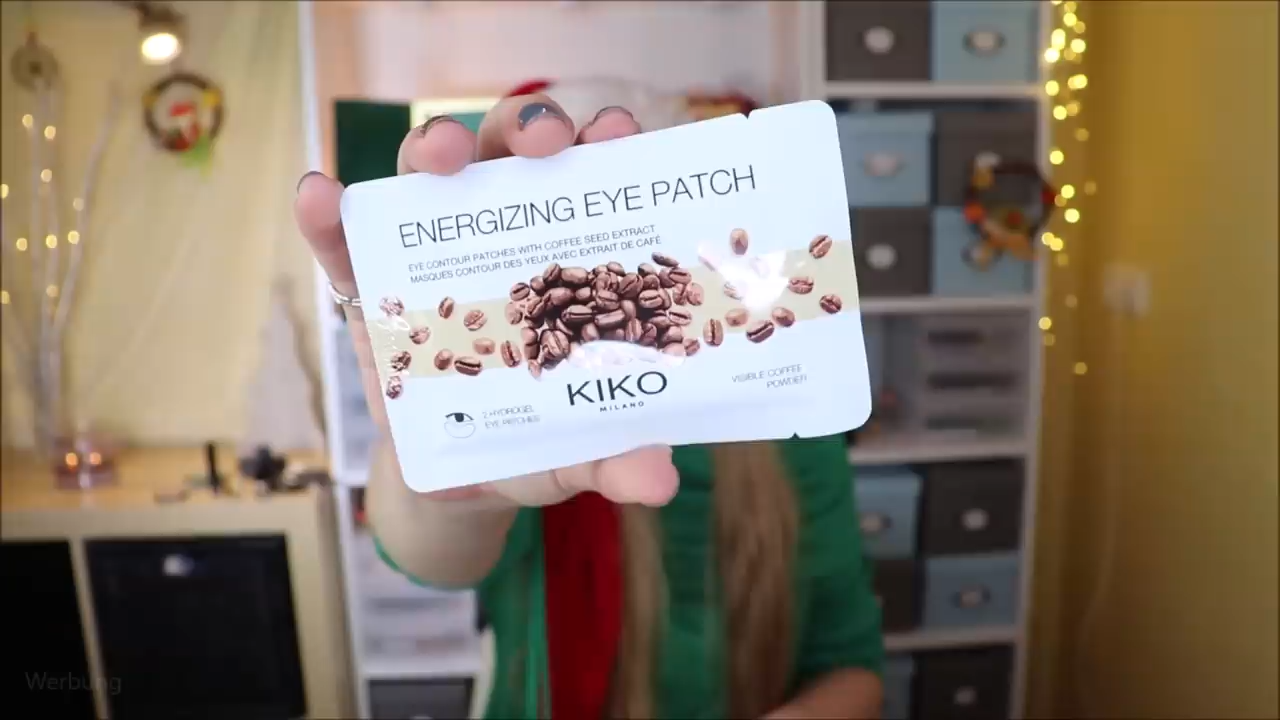 ENERGIZING EYE PATCH
EYE CONTOUR PATCHES WITH COFFEE SEED EXTRACT
MASQUES CONTOUR DES YEUX AVEC EXTRAIT DE CAFÉ
KIKO
MILANO
2 HYDROGEL
EYE PATCHES
VISIBLE COFFEE
POWDER
Werbung